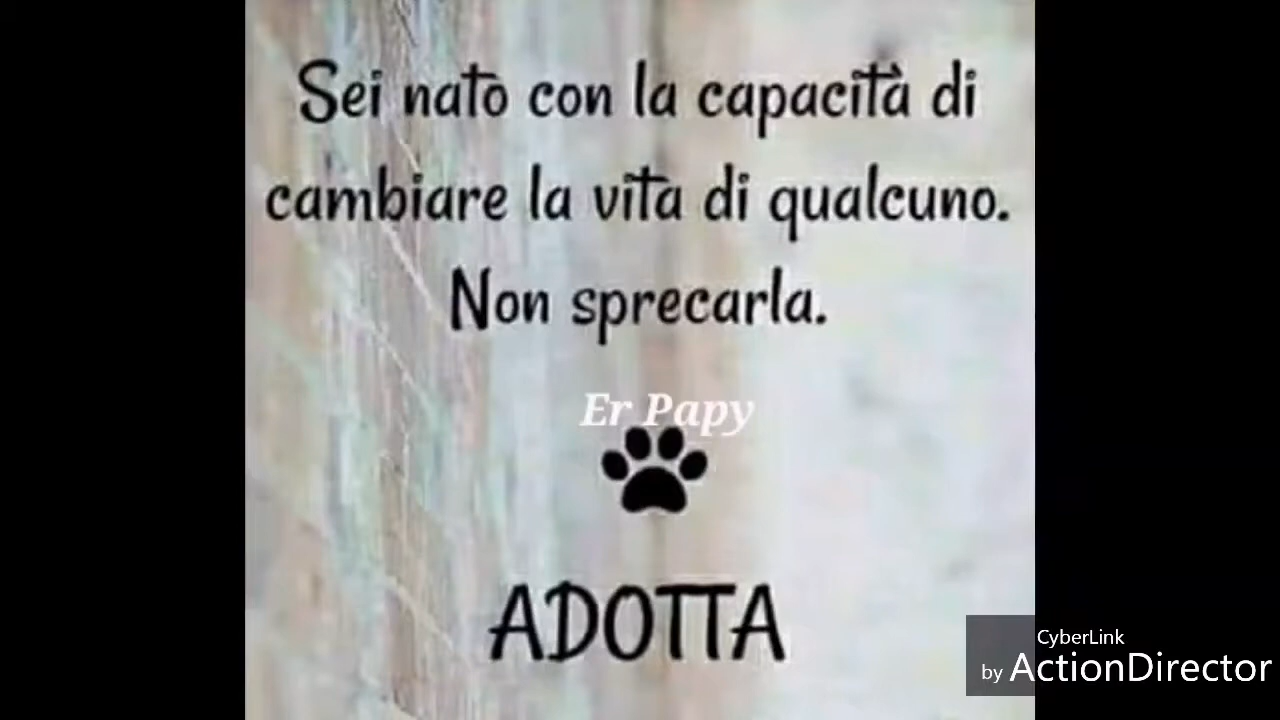 Sei nato con la capacità di
cambiare la vita di qualcuno.
Non sprecarla.
Er Papy
ADOTTA
CyberLink
by ActionDirector